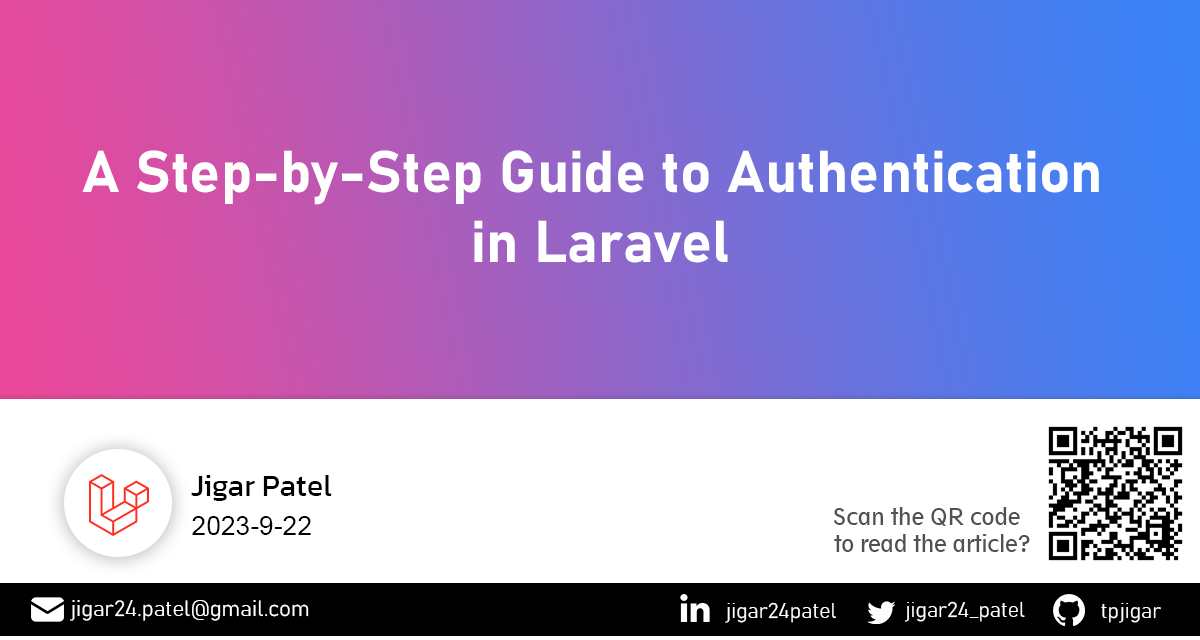 A Step-by-Step Guide to Authentication
in Laravel
Jigar Patel
2023-9-22
Scan the QR code
to read the article?
jigar24.patel@gmail.com
jigar24patel
jigar24_patel
tpjigar